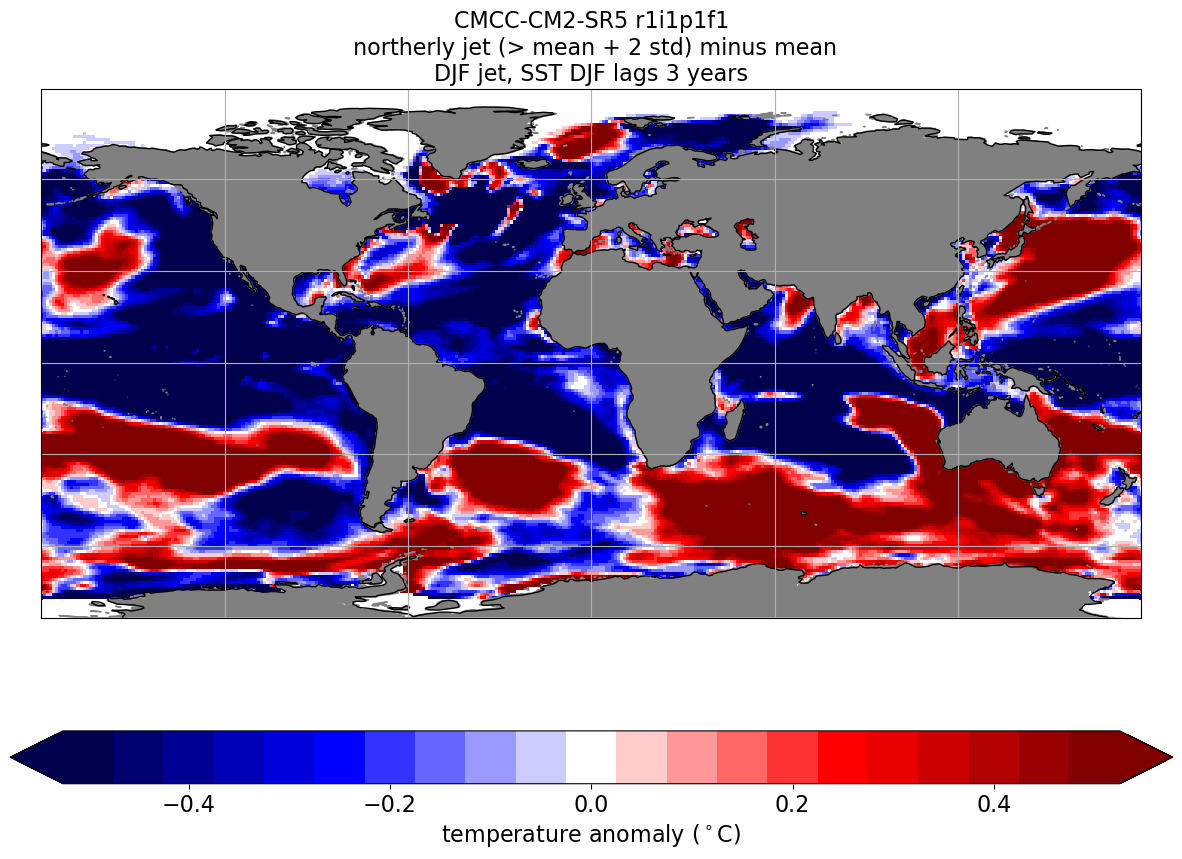 CMCC-CM2-SR5 r1i1p1f1
northerly jet (> mean + 2 std) minus mean
DJF jet, SST DJF lags 3 years
−0.4 −0.2 0.0 0.2 0.4
temperature anomaly (°C)